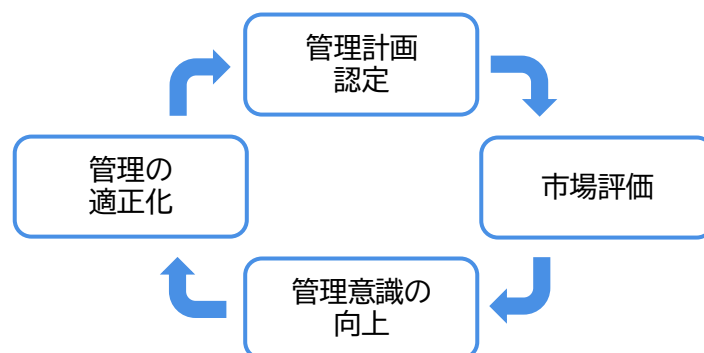 管理計画
認定
管理の
適正化
市場評価
管理意識の
向上